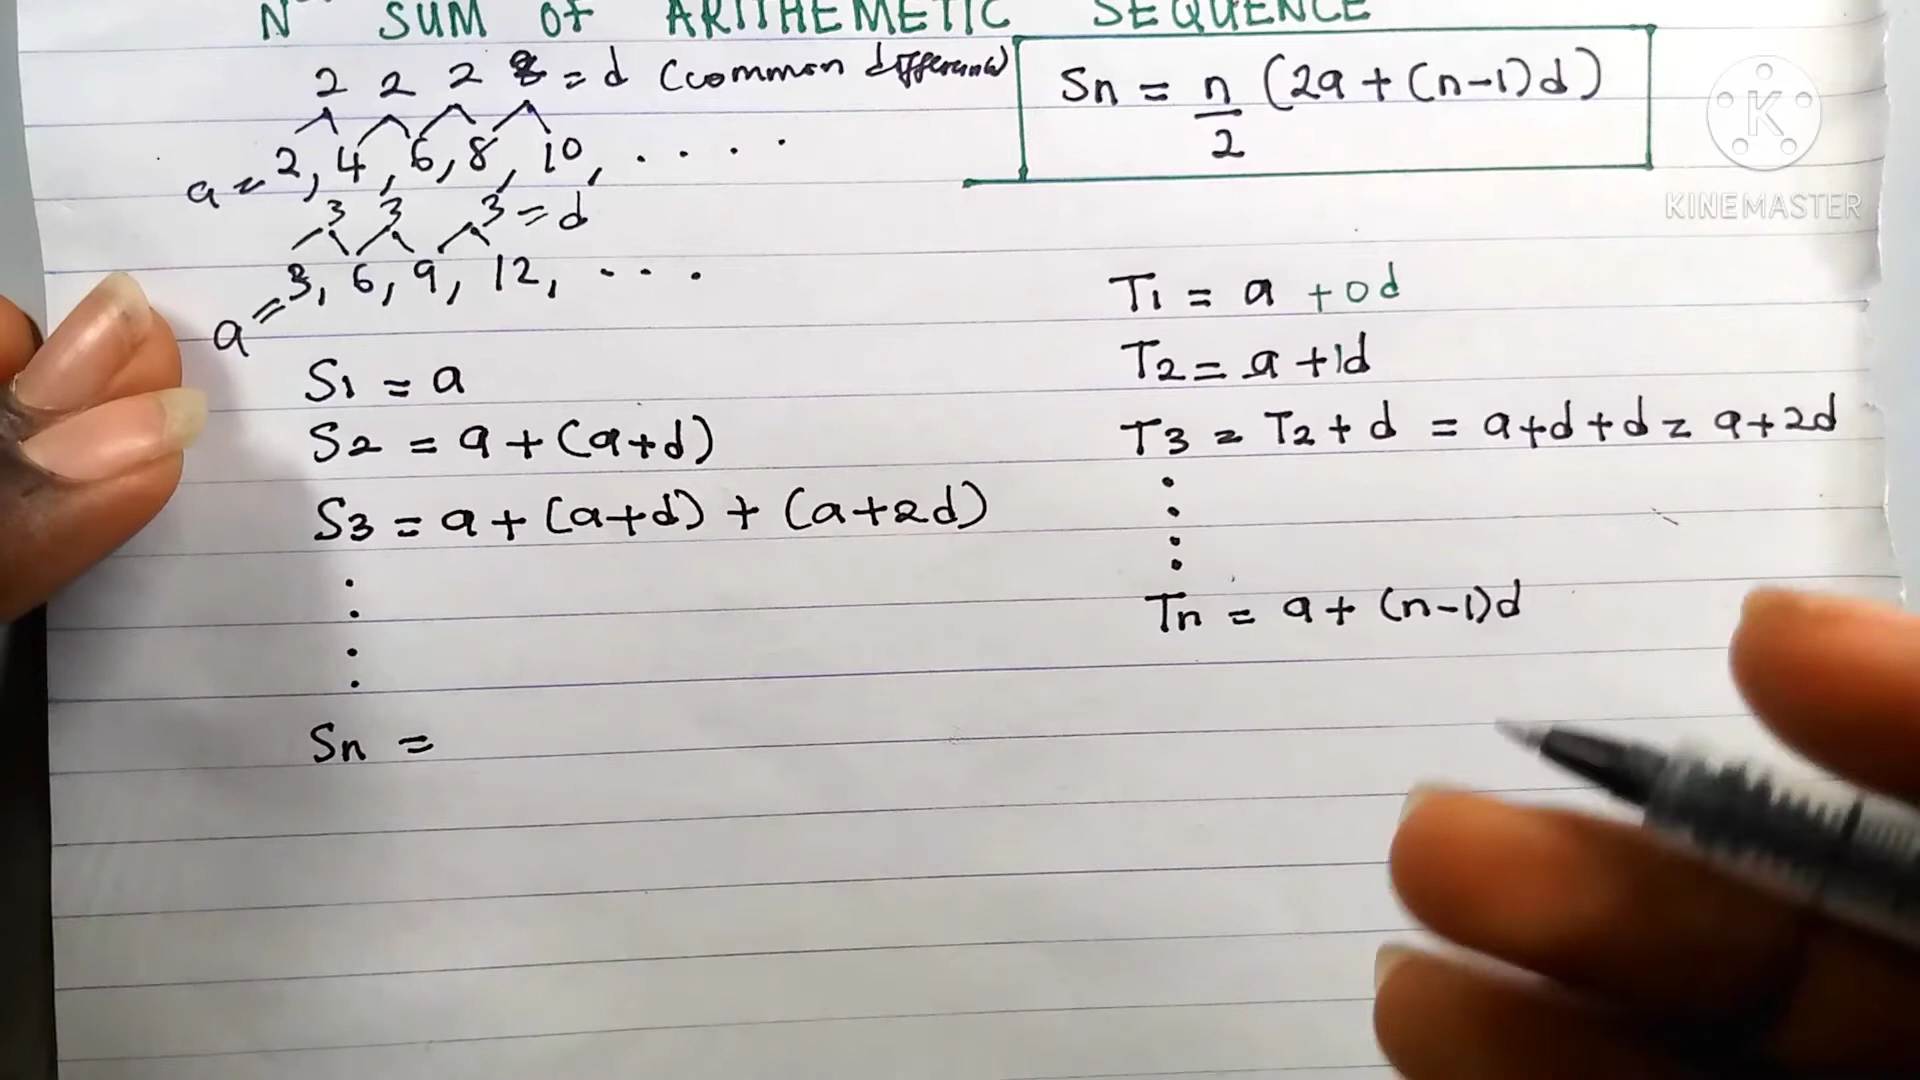 Nth SUM Of ARITHEMETIC SEQUENCE
2 2 2 2 = d (common difference)
a = 2, 4, 6, 8, 10, . . . .
3 3 3 = d
a = 3, 6, 9, 12, . . .
Sn = n/2 (2a + (n-1)d)
K
KINEMASTER
S1 = a
S2 = a + (a+d)
S3 = a + (a+d) + (a+2d)
.
.
.
.
Sn =
T1 = a + 0d
T2 = a + 1d
T3 = T2 + d = a+d+d = a+2d
.
.
.
.
Tn = a + (n-1)d